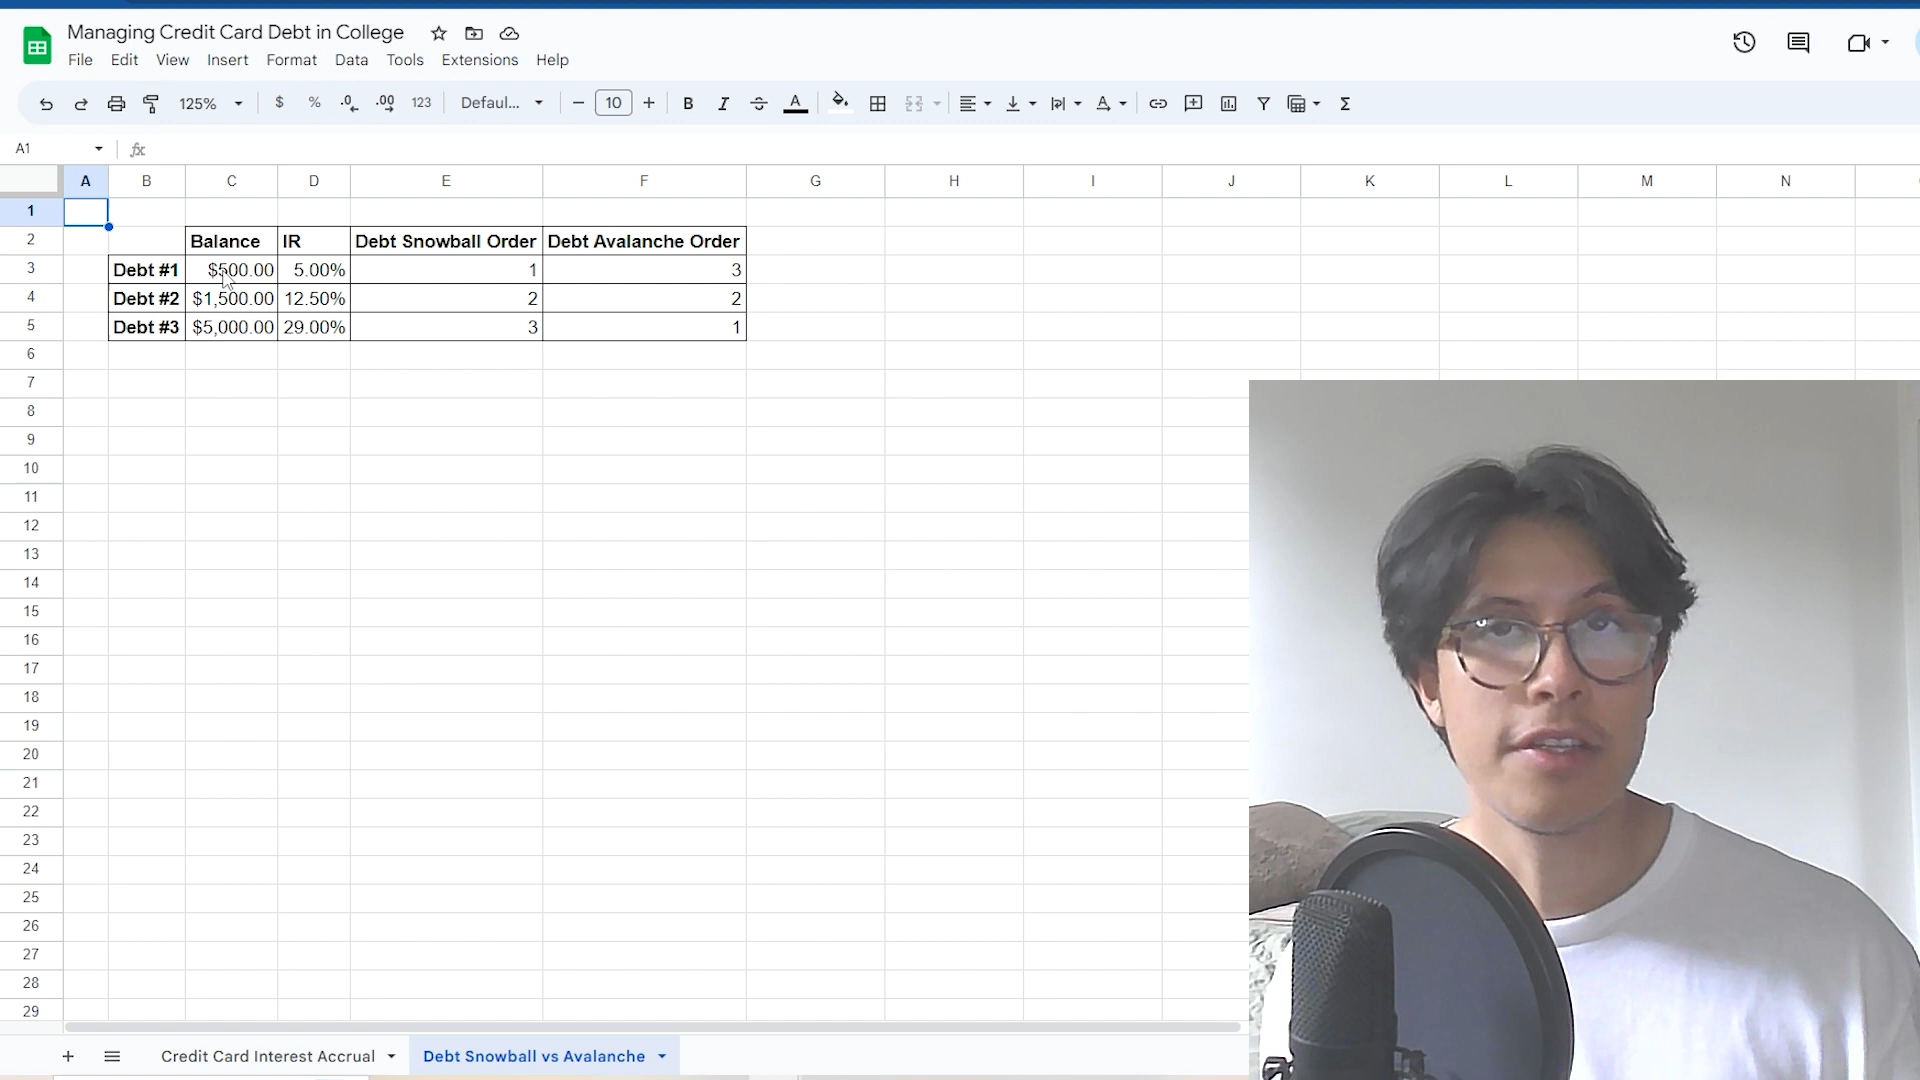 Managing Credit Card Debt in College
File Edit View Insert Format Data Tools Extensions Help
125% $ % .0 .00 123 Defaul... 10 B I A Σ
A1 fx
A B C D E F G H I J K L M N
1
2 Balance IR Debt Snowball Order Debt Avalanche Order
3 Debt #1 $500.00 5.00% 1 3
4 Debt #2 $1,500.00 12.50% 2 2
5 Debt #3 $5,000.00 29.00% 3 1
6
7
8
9
10
11
12
13
14
15
16
17
18
19
20
21
22
23
24
25
26
27
28
29
Credit Card Interest Accrual Debt Snowball vs Avalanche